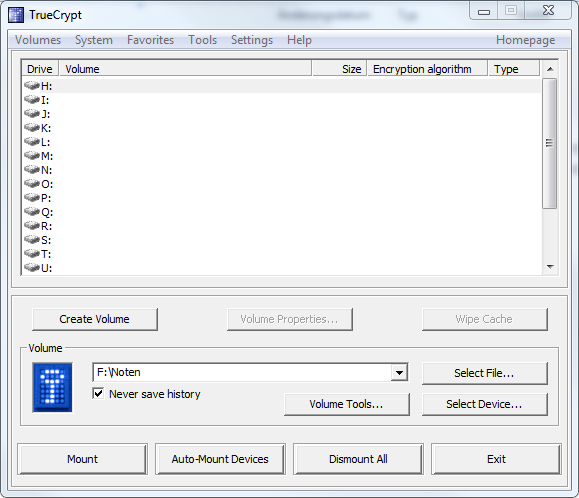 TrueCrypt
Volumes System Favorites Tools Settings Help Homepage
Drive Volume Size Encryption algorithm Type
H:
I:
J:
K:
L:
M:
N:
O:
P:
Q:
R:
S:
T:
U:
Create Volume Volume Properties... Wipe Cache
Volume
F:\Noten Select File...
Never save history
Volume Tools... Select Device...
Mount Auto-Mount Devices Dismount All Exit